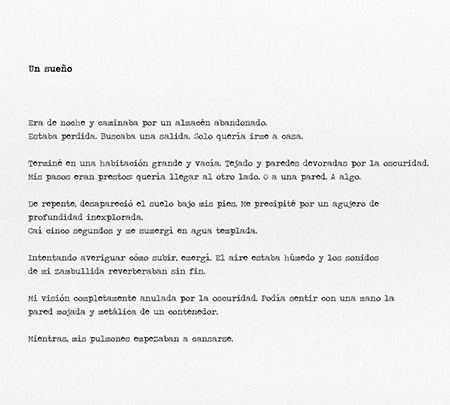 Un sueño
Era de noche y caminaba por un almacén abandonado.
Estaba perdida. Buscaba una salida. Solo quería irme a casa.
Terminé en una habitación grande y vacía. Tejado y paredes devoradas por la oscuridad.
Mis pasos eran prestos: quería llegar al otro lado. O a una pared. A algo.
De repente, desapareció el suelo bajo mis pies. Me precipité por un agujero de
profundidad inexplorada.
Caí cinco segundos y me sumergí en agua templada.
Intentando averiguar cómo subir, emergí. El aire estaba húmedo y los sonidos
de mi zambullida reverberaban sin fin.
Mi visión completamente anulada por la oscuridad. Podía sentir con una mano la
pared mojada y metálica de un contenedor.
Mientras, mis pulmones empezaban a cansarse.